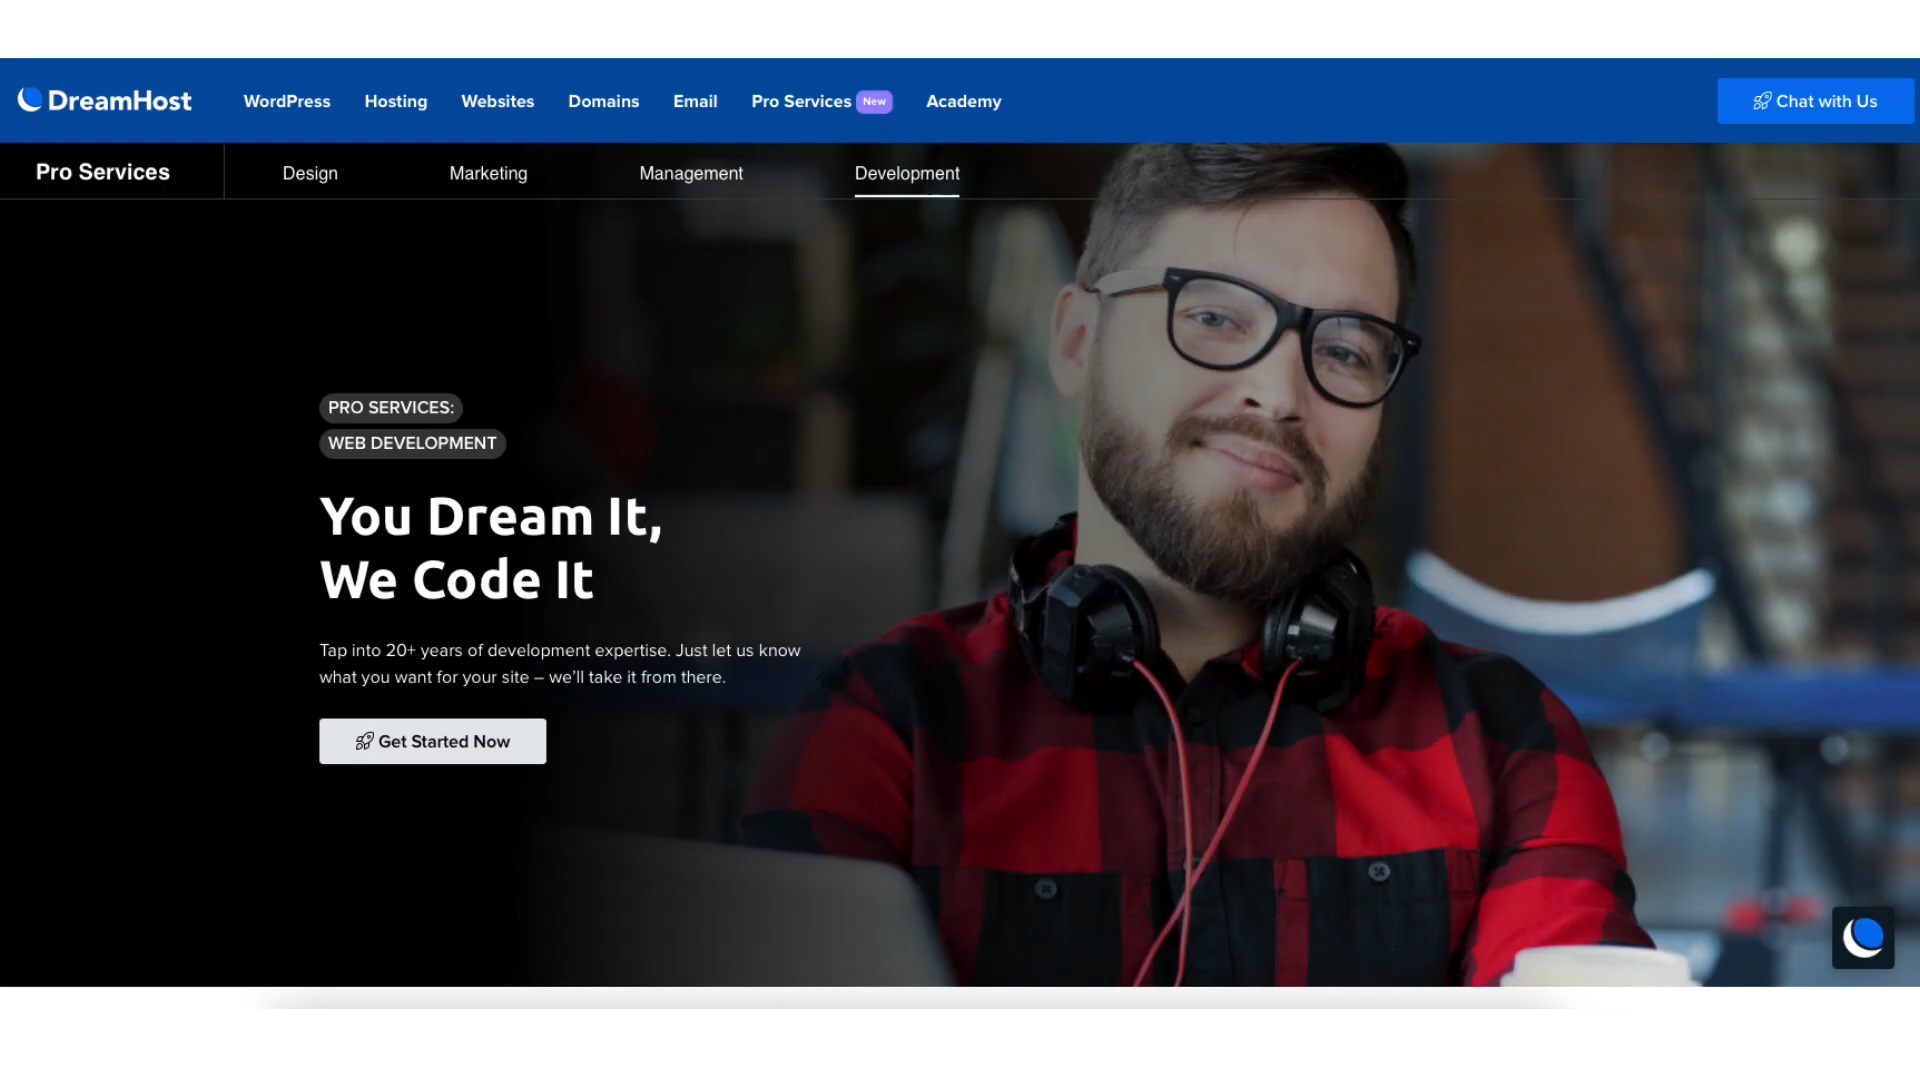 DreamHost WordPress Hosting Websites Domains Email Pro Services New Academy Chat with Us
Pro Services Design Marketing Management Development
PRO SERVICES:
WEB DEVELOPMENT
You Dream It,
We Code It
Tap into 20+ years of development expertise. Just let us know
what you want for your site – we’ll take it from there.
Get Started Now